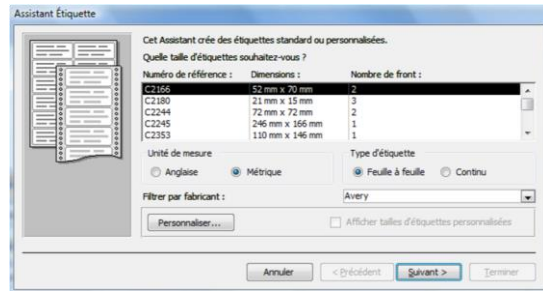 Assistant Étiquette
Cet Assistant crée des étiquettes standard ou personnalisées.
Quelle taille d'étiquettes souhaitez-vous ?
Numéro de référence : Dimensions : Nombre de front :
C2166 52 mm x 70 mm 2
C2180 21 mm x 15 mm 3
C2244 72 mm x 72 mm 2
C2245 246 mm x 166 mm 1
C2353 110 mm x 146 mm 1
Unité de mesure Type d'étiquette
Anglaise Métrique Feuille à feuille Continu
Filtrer par fabricant : Avery
Personnaliser... Afficher tailles d'étiquettes personnalisées
Annuler < Précédent Suivant > Terminer